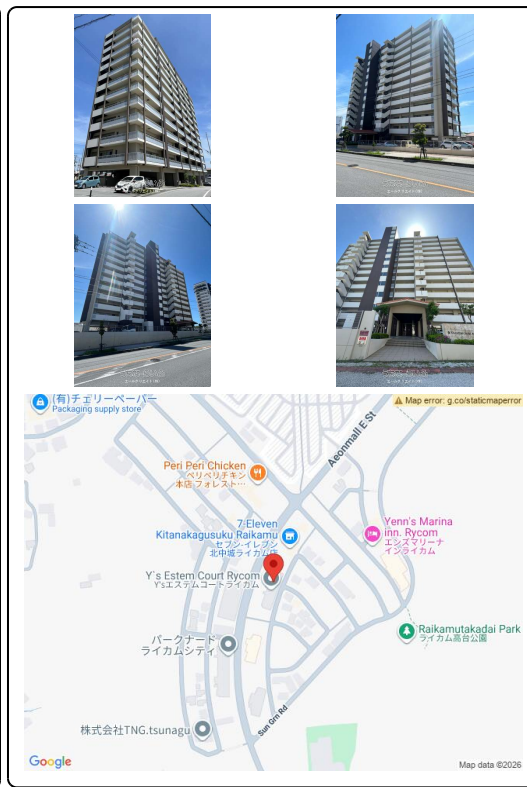 (有)チェリーペーパー
Packaging supply store
Map error: g.co/staticmaperror
Aeonmall E St
Peri Peri Chicken
ペリペリチキン
本店 フォレスト…
7-Eleven
Kitanakagusuku Raikamu
セブン-イレブン
北中城ライカム店
Yenn's Marina
inn. Rycom
エンズマリーナ
インライカム
Y's Estem Court Rycom
Y'sエステムコートライカム
Raikamutakadai Park
ライカム高台公園
パークナード
ライカムシティ
Sun Grn Rd
株式会社TNG.tsunagu
Google
Map data ©2026